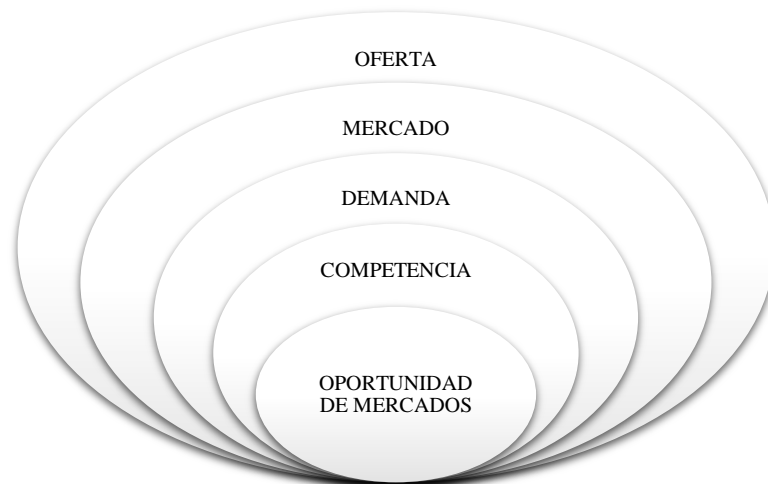 OFERTA
MERCADO
DEMANDA
COMPETENCIA
OPORTUNIDAD
DE MERCADOS